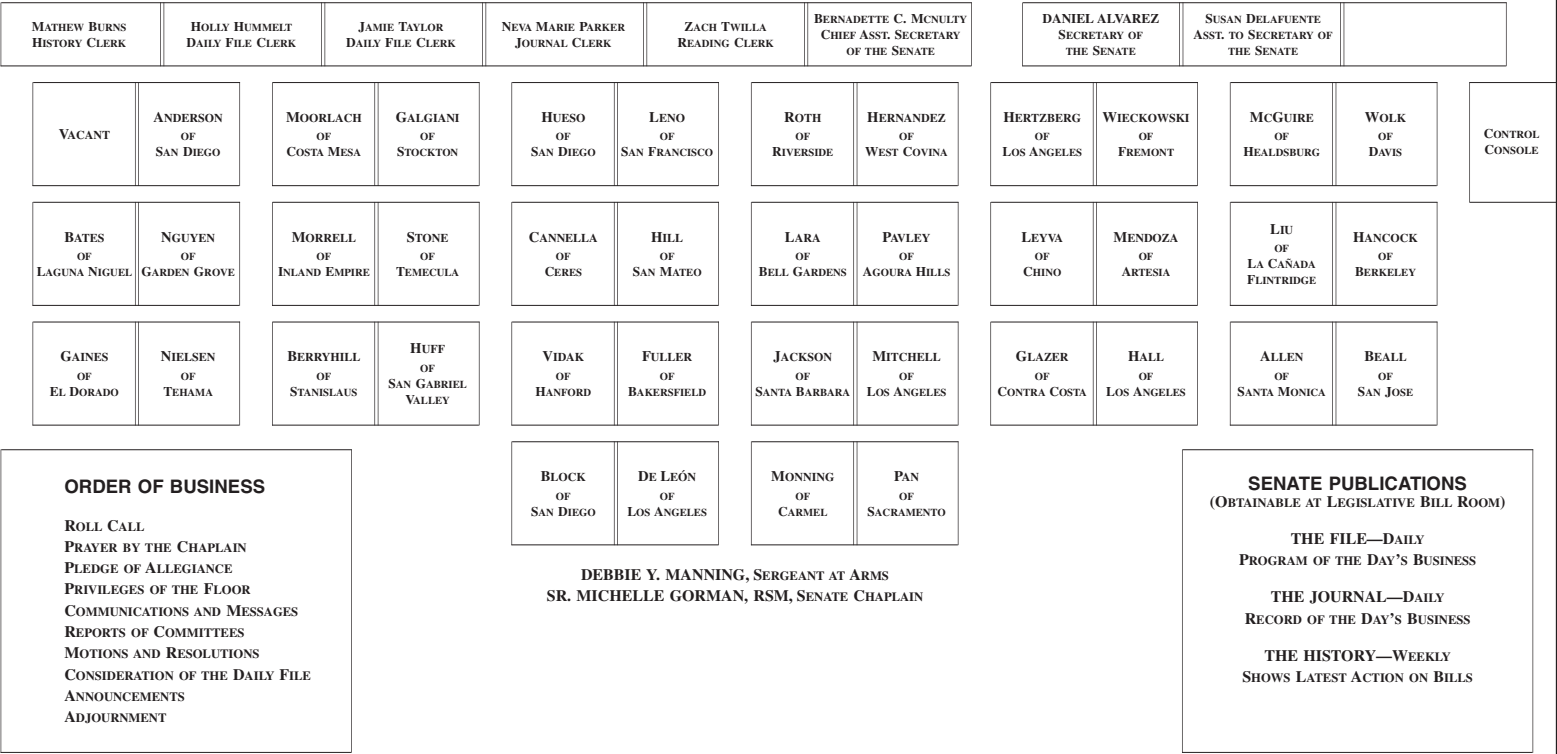 MATHEW BURNS
HISTORY CLERK
HOLLY HUMMELT
DAILY FILE CLERK
JAMIE TAYLOR
DAILY FILE CLERK
NEVA MARIE PARKER
JOURNAL CLERK
ZACH TWILLA
READING CLERK
BERNADETTE C. MCNULTY
CHIEF ASST. SECRETARY
OF THE SENATE
DANIEL ALVAREZ
SECRETARY OF
THE SENATE
SUSAN DELAFUENTE
ASST. TO SECRETARY OF
THE SENATE
VACANT
ANDERSON
OF
SAN DIEGO
MOORLACH
OF
COSTA MESA
GALGIANI
OF
STOCKTON
HUESO
OF
SAN DIEGO
LENO
OF
SAN FRANCISCO
ROTH
OF
RIVERSIDE
HERNANDEZ
OF
WEST COVINA
HERTZBERG
OF
LOS ANGELES
WIECKOWSKI
OF
FREMONT
MCGUIRE
OF
HEALDSBURG
WOLK
OF
DAVIS
CONTROL
CONSOLE
BATES
OF
LAGUNA NIGUEL
NGUYEN
OF
GARDEN GROVE
MORRELL
OF
INLAND EMPIRE
STONE
OF
TEMECULA
CANNELLA
OF
CERES
HILL
OF
SAN MATEO
LARA
OF
BELL GARDENS
PAVLEY
OF
AGOURA HILLS
LEYVA
OF
CHINO
MENDOZA
OF
ARTESIA
LIU
OF
LA CAÑADA
FLINTRIDGE
HANCOCK
OF
BERKELEY
GAINES
OF
EL DORADO
NIELSEN
OF
TEHAMA
BERRYHILL
OF
STANISLAUS
HUFF
OF
SAN GABRIEL
VALLEY
VIDAK
OF
HANFORD
FULLER
OF
BAKERSFIELD
JACKSON
OF
SANTA BARBARA
MITCHELL
OF
LOS ANGELES
GLAZER
OF
CONTRA COSTA
HALL
OF
LOS ANGELES
ALLEN
OF
SANTA MONICA
BEALL
OF
SAN JOSE
BLOCK
OF
SAN DIEGO
DE LEÓN
OF
LOS ANGELES
MONNING
OF
CARMEL
PAN
OF
SACRAMENTO
DEBBIE Y. MANNING, SERGEANT AT ARMS
SR. MICHELLE GORMAN, RSM, SENATE CHAPLAIN
ORDER OF BUSINESS
ROLL CALL
PRAYER BY THE CHAPLAIN
PLEDGE OF ALLEGIANCE
PRIVILEGES OF THE FLOOR
COMMUNICATIONS AND MESSAGES
REPORTS OF COMMITTEES
MOTIONS AND RESOLUTIONS
CONSIDERATION OF THE DAILY FILE
ANNOUNCEMENTS
ADJOURNMENT
SENATE PUBLICATIONS
(OBTAINABLE AT LEGISLATIVE BILL ROOM)
THE FILE—DAILY
PROGRAM OF THE DAY'S BUSINESS
THE JOURNAL—DAILY
RECORD OF THE DAY'S BUSINESS
THE HISTORY—WEEKLY
SHOWS LATEST ACTION ON BILLS